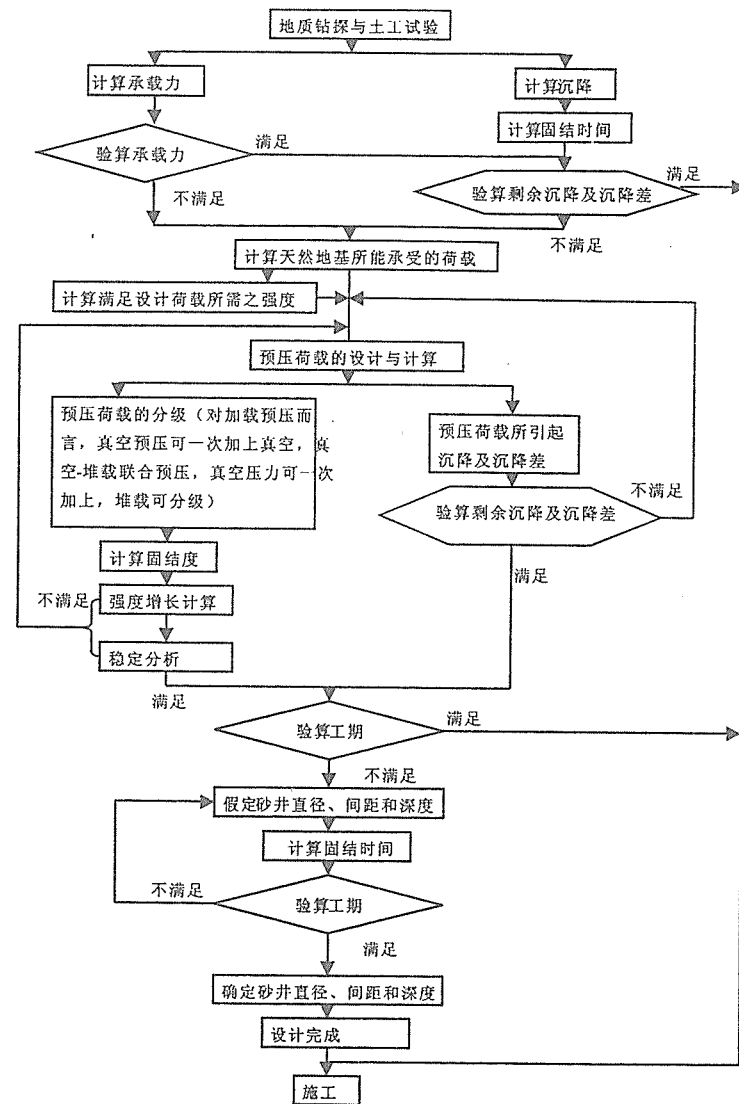 地质钻探与土工试验
计算承载力
计算沉降
计算固结时间
验算承载力
满足
不满足
验算剩余沉降及沉降差
满足
不满足
计算天然地基所能承受的荷载
计算满足设计荷载所需之强度
预压荷载的设计与计算
预压荷载的分级（对加载预压而
言，真空预压可一次加上真空，真
空-堆载联合预压，真空压力可一次
加上，堆载可分级）
预压荷载所引起
沉降及沉降差
不满足
验算剩余沉降及沉降差
计算固结度
满足
不满足
强度增长计算
稳定分析
满足
验算工期
满足
不满足
假定砂井直径、间距和深度
计算固结时间
不满足
验算工期
满足
确定砂井直径、间距和深度
设计完成
施工